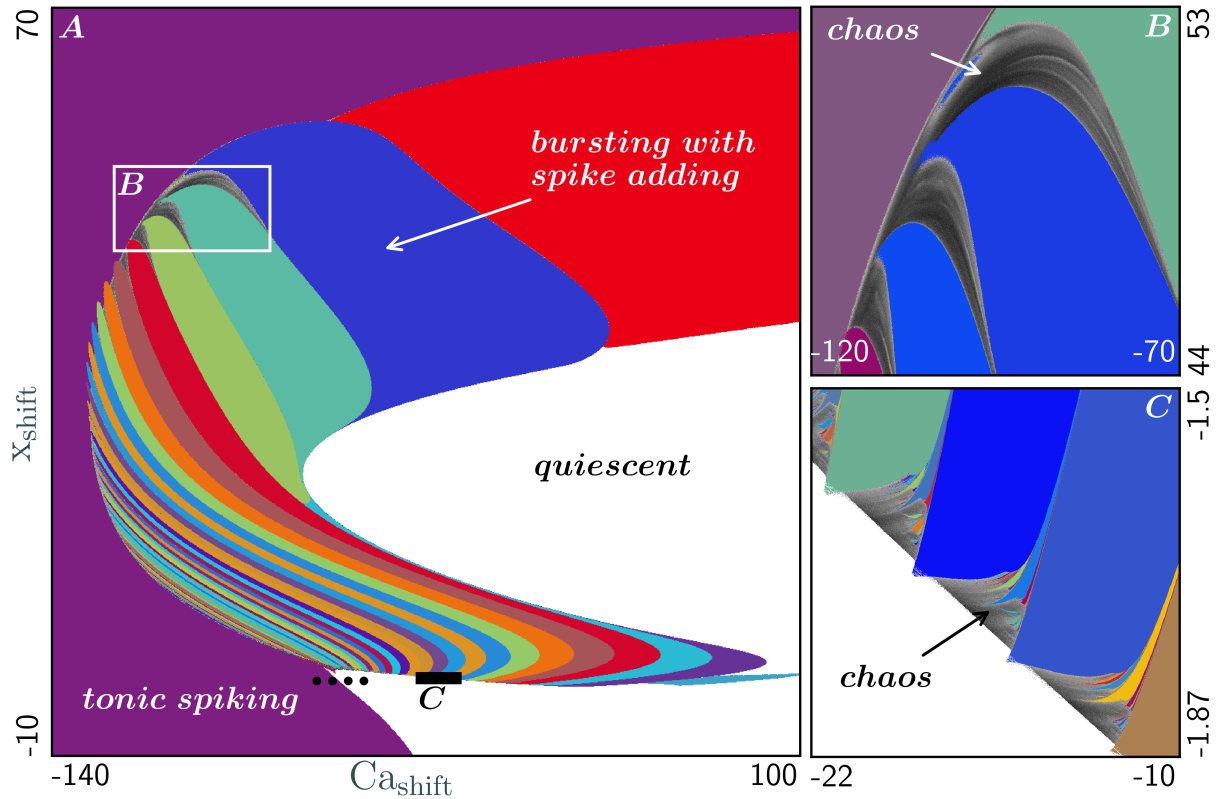 70
A
B
bursting with
spike adding
quiescent
tonic spiking
C
x_shift
-10
-140
Ca_shift
100
chaos
B
53
-120
-70
44
C
-1.5
chaos
-1.87
-22
-10